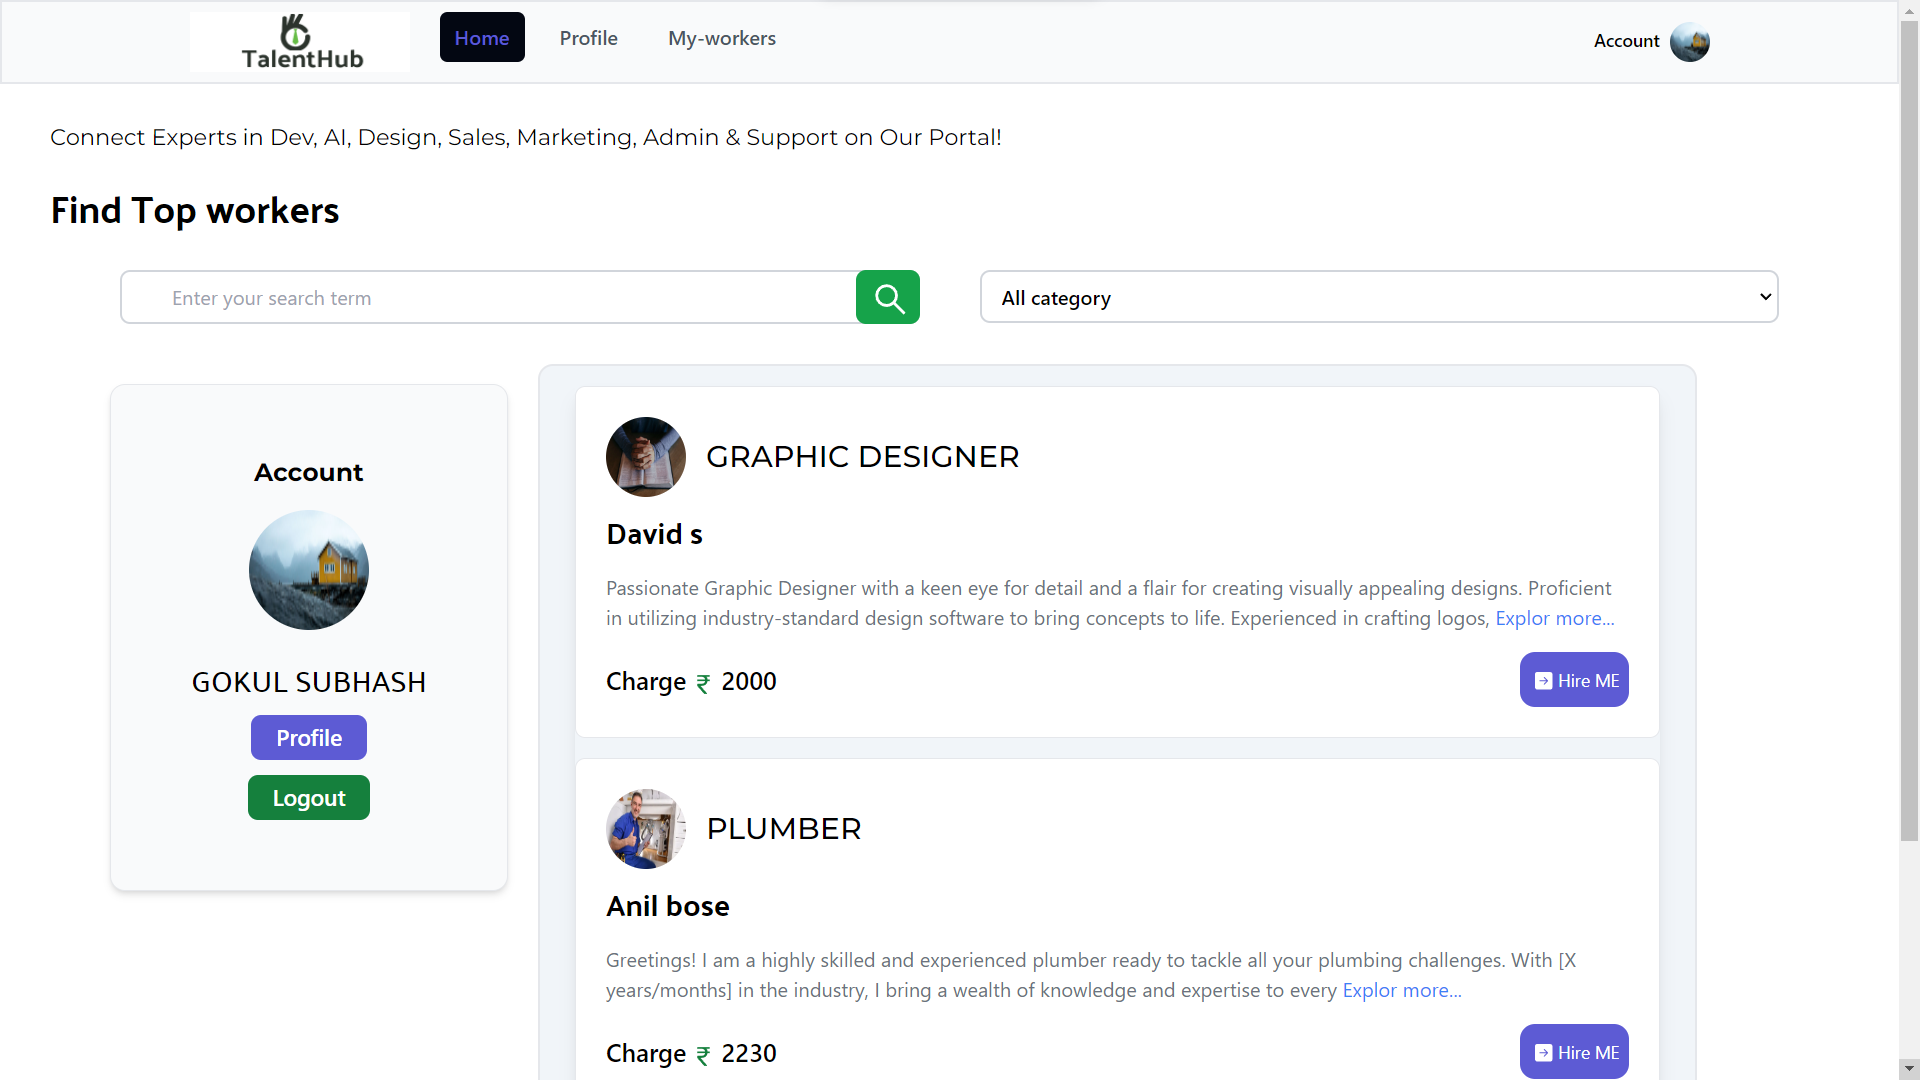 TalentHub
Home
Profile
My-workers
Account
Connect Experts in Dev, AI, Design, Sales, Marketing, Admin & Support on Our Portal!
Find Top workers
Enter your search term
All category
Account
GOKUL SUBHASH
Profile
Logout
GRAPHIC DESIGNER
David s
Passionate Graphic Designer with a keen eye for detail and a flair for creating visually appealing designs. Proficient
in utilizing industry-standard design software to bring concepts to life. Experienced in crafting logos, Explor more...
Charge ₹ 2000
Hire ME
PLUMBER
Anil bose
Greetings! I am a highly skilled and experienced plumber ready to tackle all your plumbing challenges. With [X
years/months] in the industry, I bring a wealth of knowledge and expertise to every Explor more...
Charge ₹ 2230
Hire ME